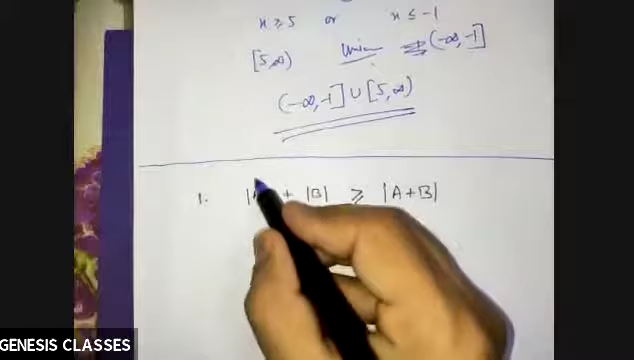 x ≥ 5 or x ≤ -1
[5,∞) Union (-∞,-1]
(-∞,-1] ∪ [5,∞)
1. |A| + |B| ≥ |A+B|
GENESIS CLASSES